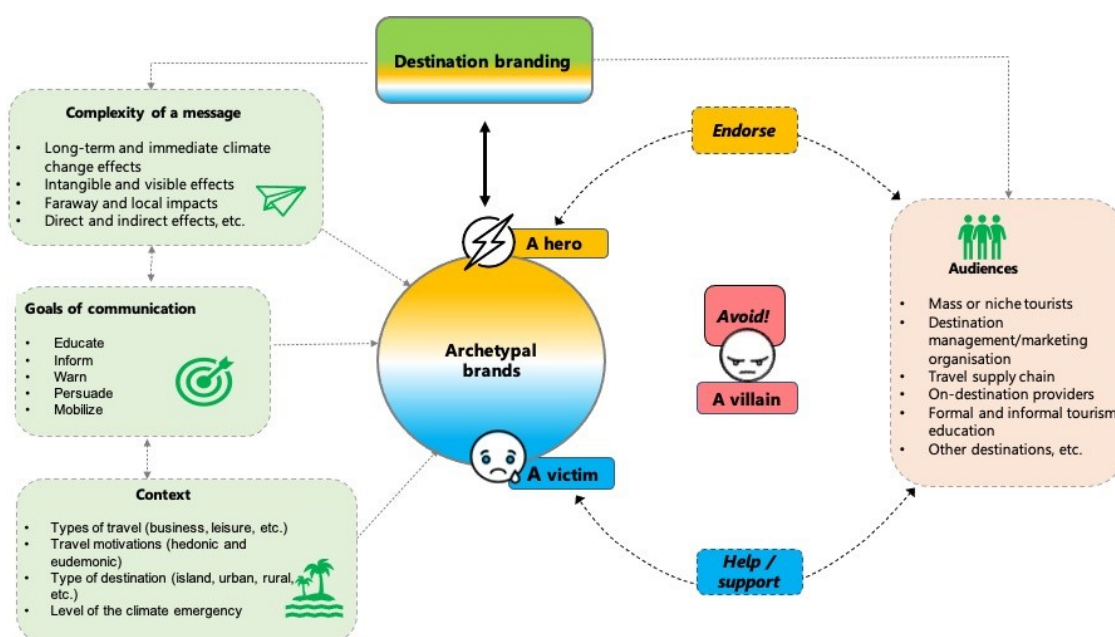 Destination branding
Complexity of a message
• Long-term and immediate climate
change effects
• Intangible and visible effects
• Faraway and local impacts
• Direct and indirect effects, etc.
Goals of communication
• Educate
• Inform
• Warn
• Persuade
• Mobilize
Context
• Types of travel (business, leisure, etc.)
• Travel motivations (hedonic and
eudemonic)
• Type of destination (island, urban, rural,
etc.)
• Level of the climate emergency
A hero
Archetypal
brands
A victim
Endorse
Avoid!
A villain
Help /
support
Audiences
• Mass or niche tourists
• Destination
management/marketing
organisation
• Travel supply chain
• On-destination providers
• Formal and informal tourism
education
• Other destinations, etc.